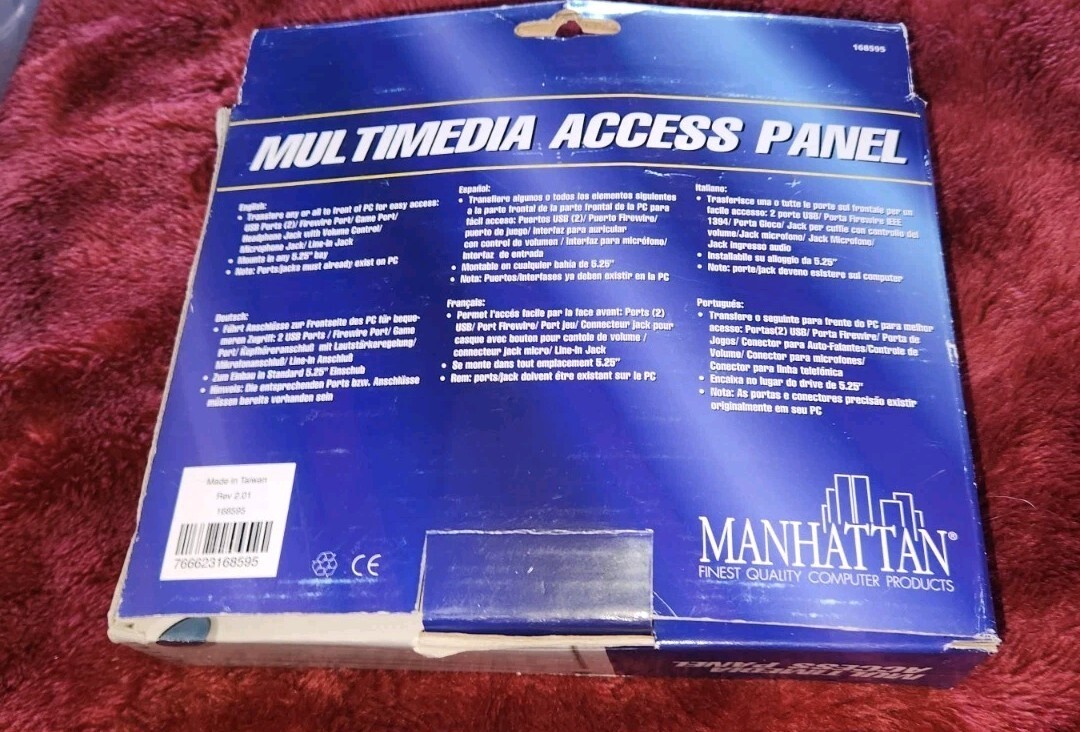 168595
MULTIMEDIA ACCESS PANEL
English:
• Transfers any or all to front of PC for easy access:
USB Ports (2)/ Firewire Port/ Game Port/
Headphone Jack with Volume Control/
Microphone Jack/ Line-in Jack
• Mounts in any 5.25" bay
• Note: Ports/jacks must already exist on PC
Español:
• Transfiere algunos o todos los elementos siguientes
a la parte frontal de la parte frontal de la PC para
fácil acceso: Puertos USB (2)/ Puerto Firewire/
puerto de juego/ Interfaz para auricular
con control de volumen / Interfaz para micrófono/
Interfaz de entrada
• Montable en cualquier bahía de 5.25"
• Nota: Puertos/Interfases ya deben existir en la PC
Italiano:
• Trasferisce una o tutte le porte sul frontale per un
facile accesso: 2 porte USB/ Porta Firewire IEEE
1394/ Porta Gioco/ Jack per cuffie con controllo del
volume/Jack microfono/ Jack Microfono/
Jack ingresso audio
• Installabile su alloggio da 5.25"
• Note: porte/jack devono esistere sul computer
Deutsch:
• Führt Anschlüsse zur Frontseite des PC für beque-
meren Zugriff: 2 USB Ports / Firewire Port/ Game
Port/ Kopfhöreranschluß mit Lautstärkeregelung/
Mikrofonanschluß/ Line-in Anschluß
• Zum Einbau in Standard 5.25" Einschub
• Hinweis: Die entsprechenden Ports bzw. Anschlüsse
müssen bereits vorhanden sein
Français:
• Permet l'accés facile par la face avant: Ports (2)
USB/ Port Firewire/ Port jeu/ Connecteur jack pour
casque avec bouton pour contole de volume /
connecteur jack micro/ Line-in Jack
• Se monte dans tout emplacement 5.25"
• Rem: ports/jack doivent être existant sur le PC
Português:
• Transfere o seguinte para frente do PC para melhor
acesso: Portas(2) USB/ Porta Firewire/ Porta de
Jogos/ Conector para Auto-Falantes/Controle de
Volume/ Conector para microfones/
Conector para linha telefônica
• Encaixa no lugar do drive de 5.25"
• Nota: As portas e conectores precisão existir
originalmente em seu PC
Made in Taiwan
Rev 2.01
168595
766623168595
CE
MANHATTAN®
FINEST QUALITY COMPUTER PRODUCTS
MULTIMEDIA
ACCESS PANEL